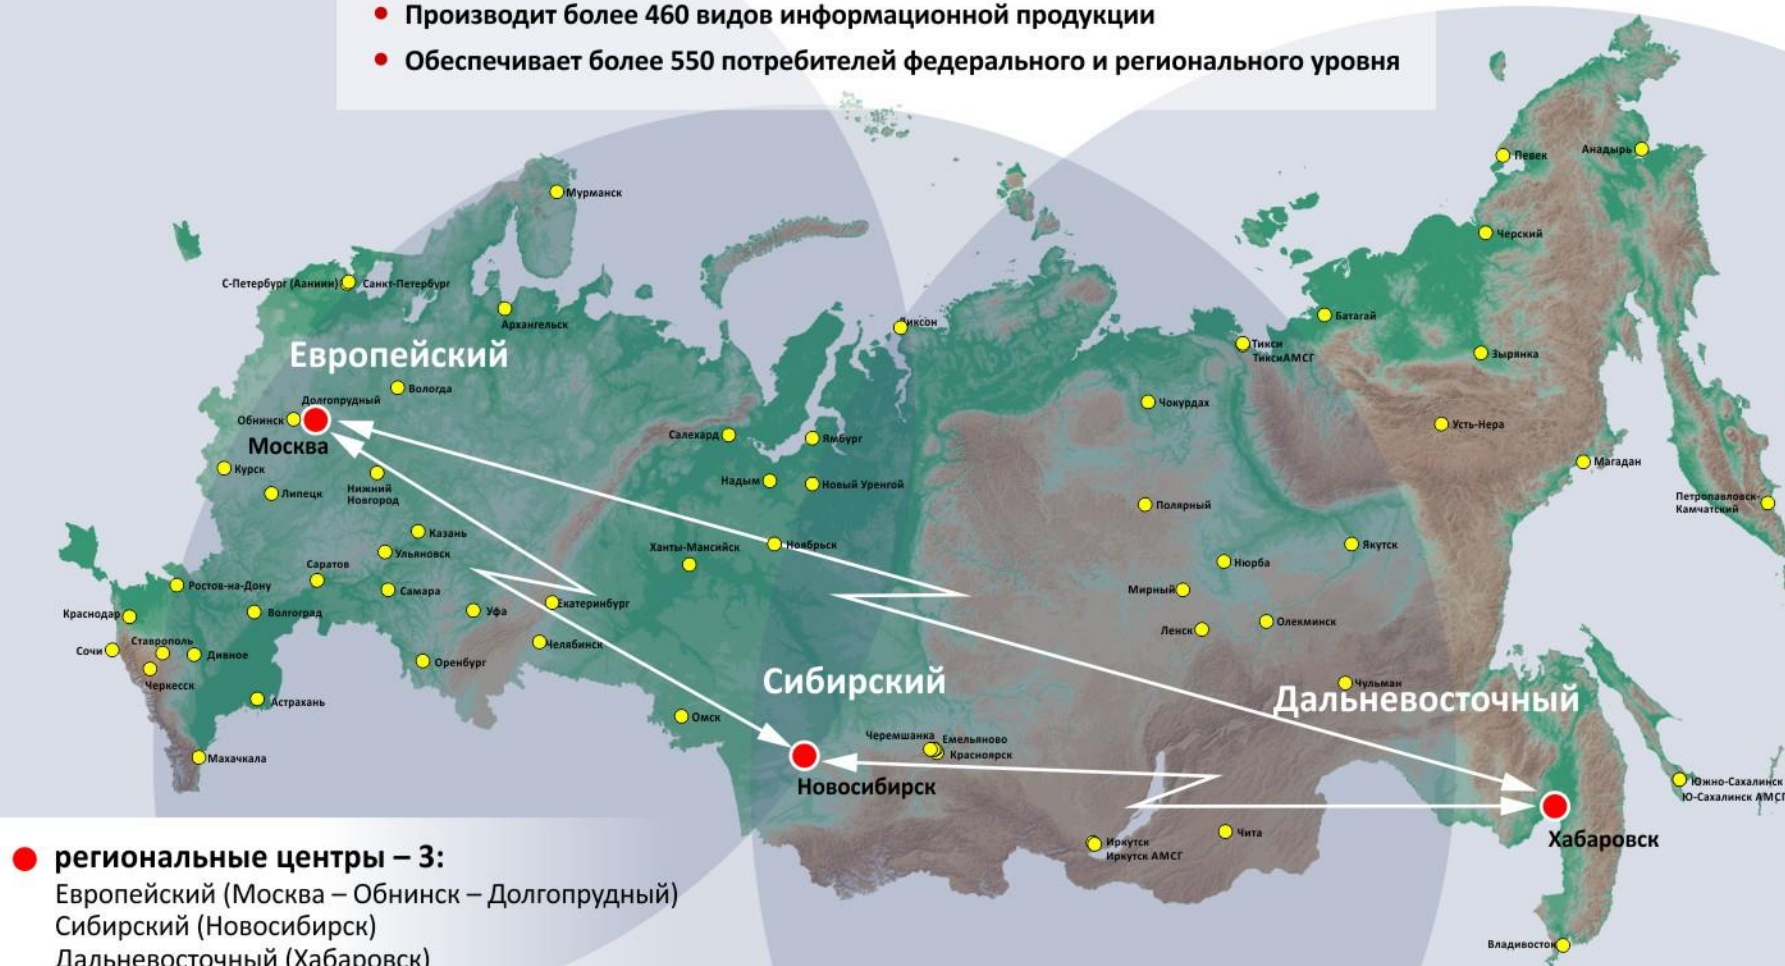 Производит более 460 видов информационной продукции
Обеспечивает более 550 потребителей федерального и регионального уровня
Певек
Анадырь
Мурманск
Черский
С-Петербург (Ааниии)
Санкт-Петербург
Архангельск
Диксон
Батагай
Тикси
ТиксиАМСГ
Зырянка
Европейский
Вологда
Долгопрудный
Обнинск
Москва
Чокурдах
Усть-Нера
Салехард
Ямбург
Магадан
Курск
Липецк
Нижний
Новгород
Надым
Новый Уренгой
Полярный
Петропавловск-
Камчатский
Казань
Ульяновск
Ханты-Мансийск
Ноябрьск
Якутск
Саратов
Нюрба
Ростов-на-Дону
Самара
Мирный
Краснодар
Волгоград
Уфа
Екатеринбург
Олекминск
Ленск
Сочи
Ставрополь
Дивное
Челябинск
Черкесск
Оренбург
Сибирский
Чульман
Дальневосточный
Астрахань
Омск
Черемшанка
Емельяново
Красноярск
Махачкала
Новосибирск
Южно-Сахалинск
Ю-Сахалинск АМСГ
Чита
Хабаровск
Иркутск
Иркутск АМСГ
Владивосток
региональные центры – 3:
Европейский (Москва – Обнинск – Долгопрудный)
Сибирский (Новосибирск)
Дальневосточный (Хабаровск)